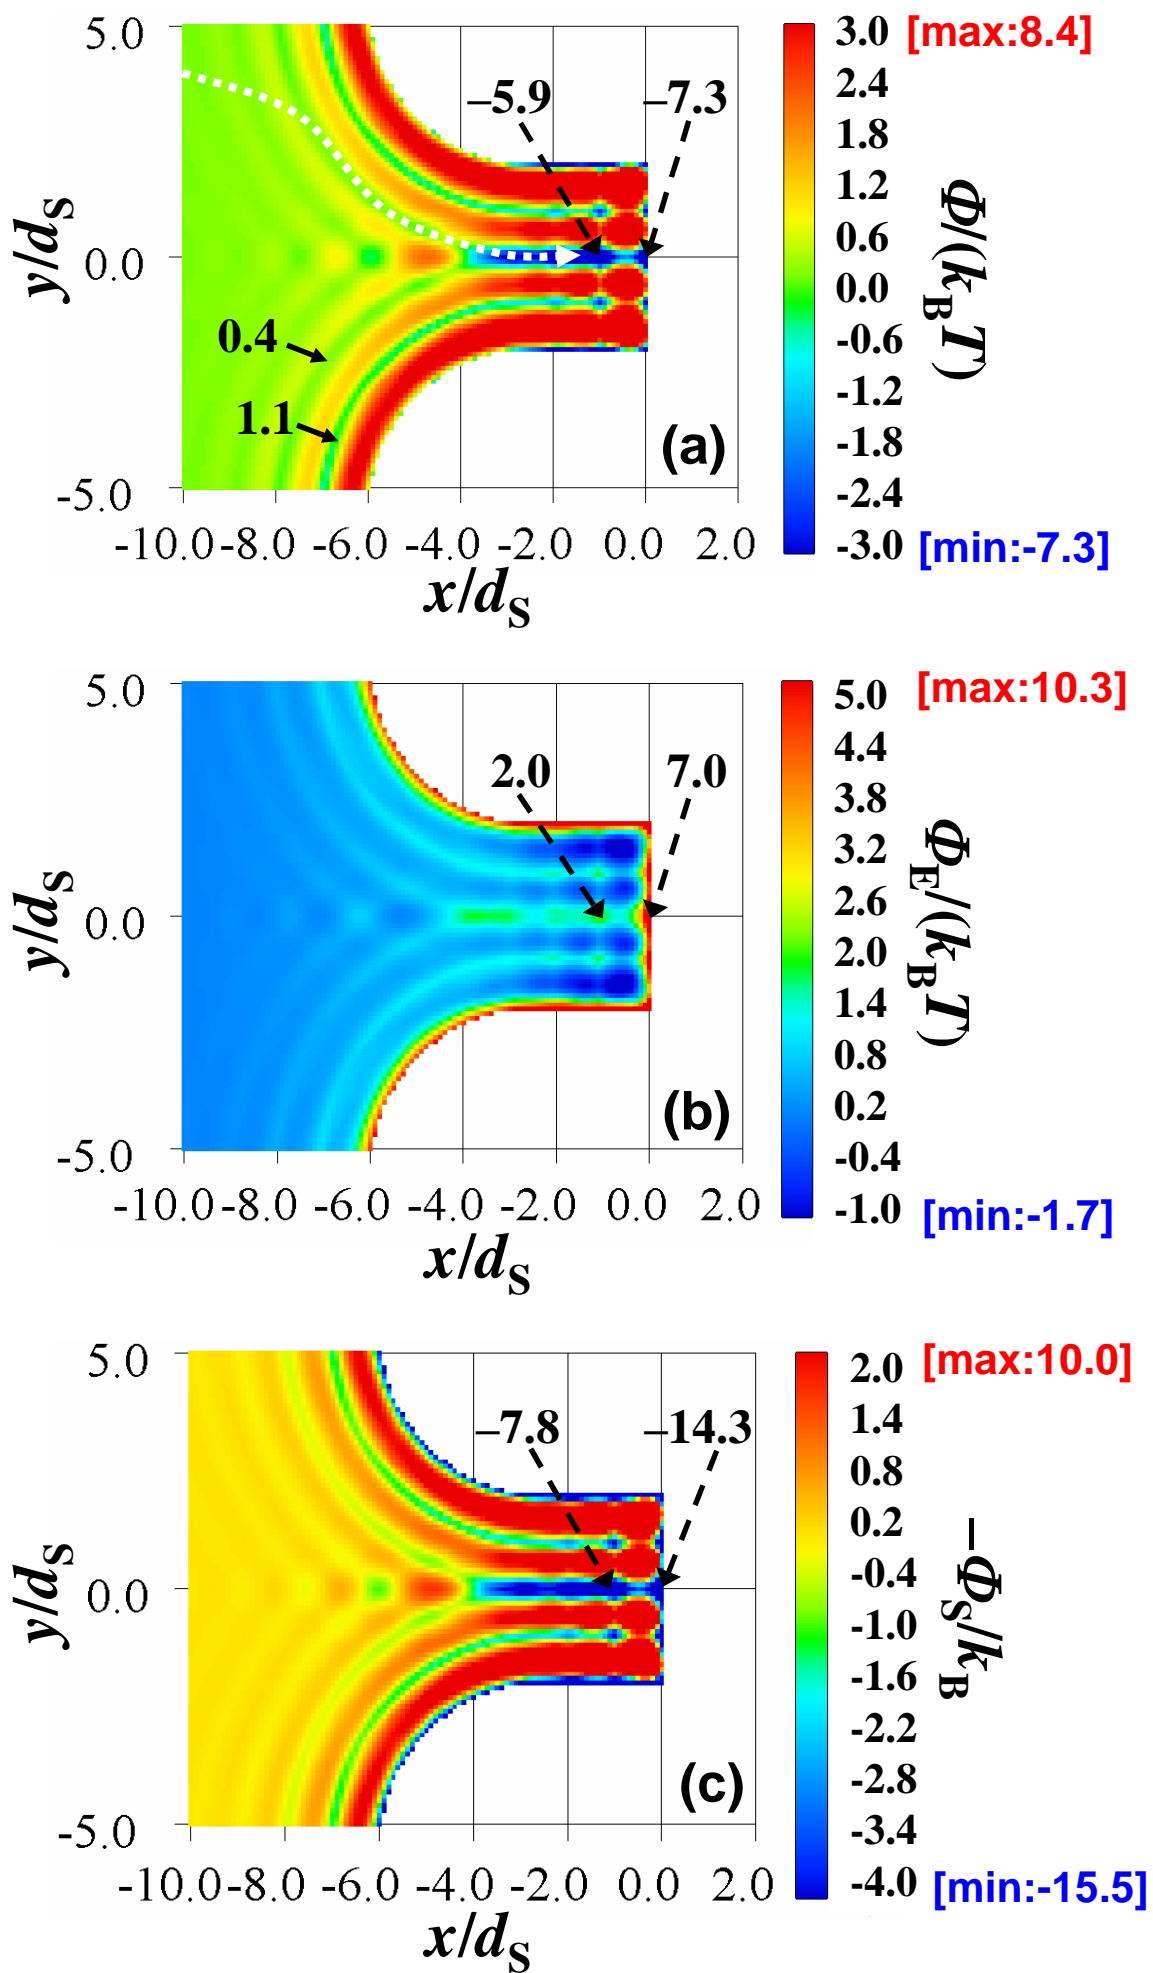 5.0
0.0
-5.0
y/dS
-10.0 -8.0 -6.0 -4.0 -2.0 0.0 2.0
x/dS
–5.9
–7.3
0.4
1.1
(a)
3.0 [max:8.4]
2.4
1.8
1.2
0.6
0.0
-0.6
-1.2
-1.8
-2.4
-3.0 [min:-7.3]
Φ/(kBT)
5.0
0.0
-5.0
y/dS
-10.0 -8.0 -6.0 -4.0 -2.0 0.0 2.0
x/dS
2.0
7.0
(b)
5.0 [max:10.3]
4.4
3.8
3.2
2.6
2.0
1.4
0.8
0.2
-0.4
-1.0 [min:-1.7]
ΦE/(kBT)
5.0
0.0
-5.0
y/dS
-10.0 -8.0 -6.0 -4.0 -2.0 0.0 2.0
x/dS
–7.8
–14.3
(c)
2.0 [max:10.0]
1.4
0.8
0.2
-0.4
-1.0
-1.6
-2.2
-2.8
-3.4
-4.0 [min:-15.5]
–ΦS/kB